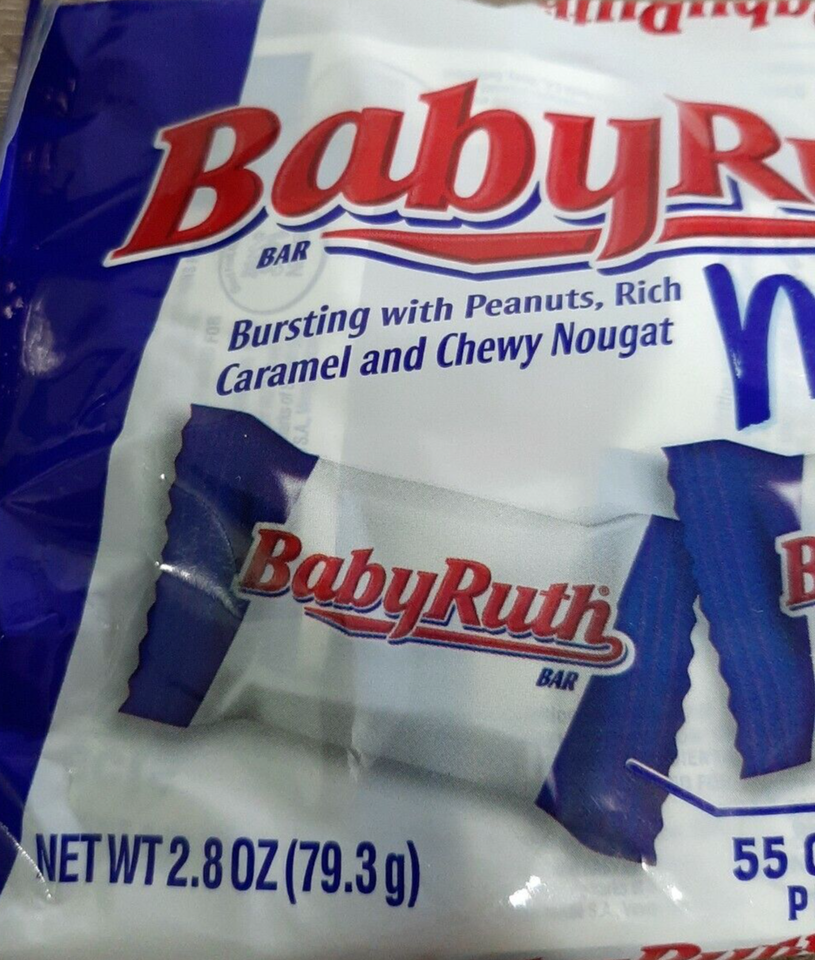 BabyRu
BAR
Bursting with Peanuts, Rich
Caramel and Chewy Nougat
BabyRuth
BAR
B
NET WT 2.8 OZ (79.3 g)
55
P